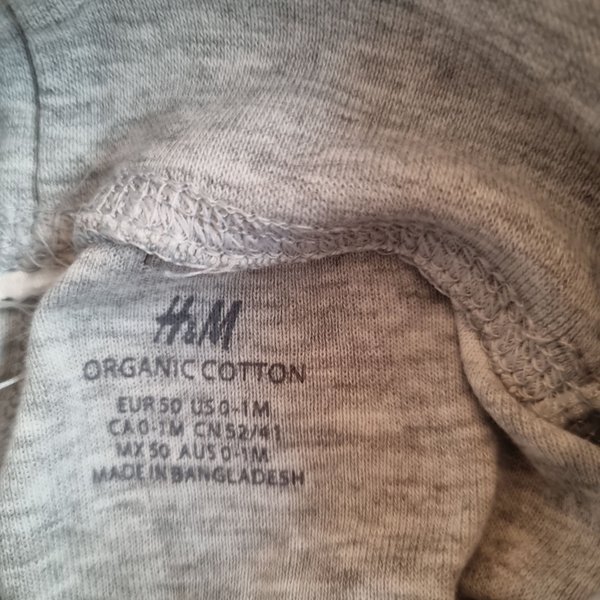 H&M
ORGANIC COTTON
EUR 50 US 0-1M
CA 0-1M CN 52/41
MX 50 AUS 0-1M
MADE IN BANGLADESH